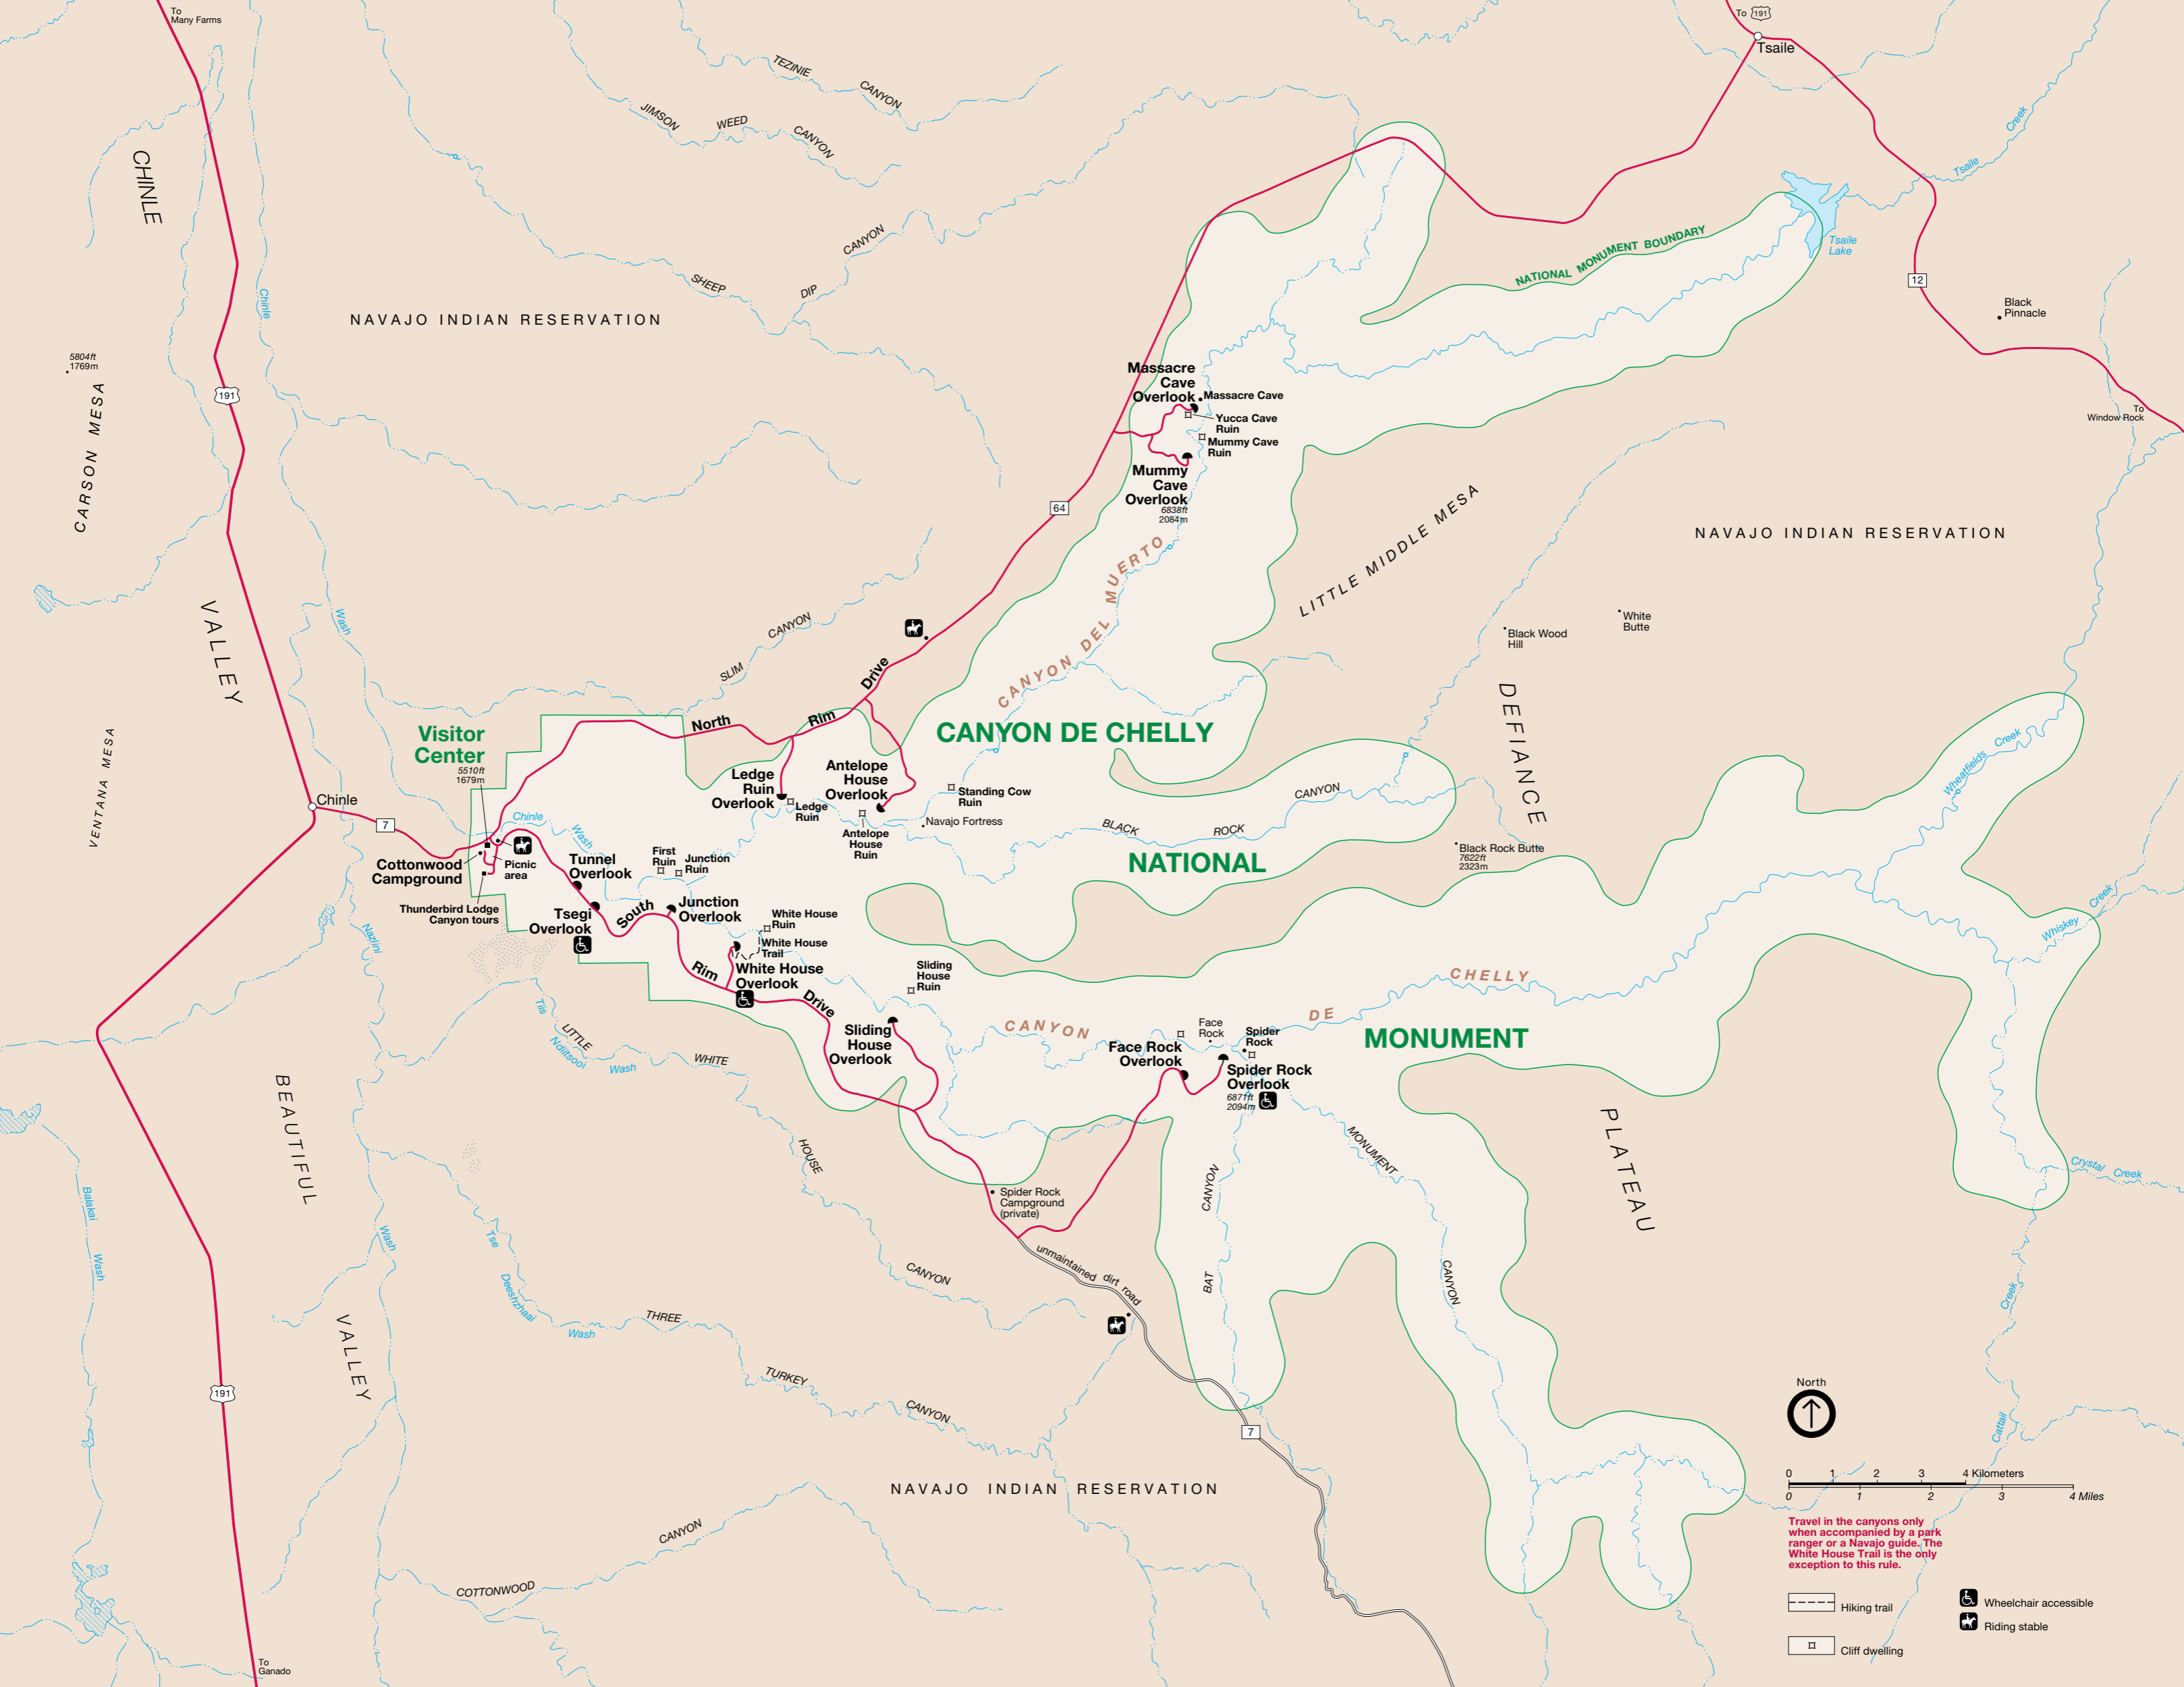 To
Many Farms
To 191
Tsaile
TEZINIE
CANYON
JIMSON
WEED
CANYON
Creek
Tsaile
CHINLE
CANYON
SHEEP
DIP
Chinle
NATIONAL MONUMENT BOUNDARY
Tsaile
Lake
12
Black
Pinnacle
NAVAJO INDIAN RESERVATION
5804ft
1769m
191
CARSON MESA
Massacre
Cave
Overlook
Massacre Cave
Yucca Cave
Ruin
Mummy Cave
Ruin
To
Window Rock
Mummy
Cave
Overlook
6838ft
2084m
64
LITTLE MIDDLE MESA
NAVAJO INDIAN RESERVATION
CANYON DEL MUERTO
VALLEY
Wash
CANYON
SLIM
White
Butte
Black Wood
Hill
Drive
DEFIANCE
North
Rim
CANYON DE CHELLY
Visitor
Center
5510ft
1679m
VENTANA MESA
Chinle
7
Ledge
Ruin
Overlook
Antelope
House
Overlook
Ledge
Ruin
Standing Cow
Ruin
Navajo Fortress
Antelope
House
Ruin
CANYON
BLACK
ROCK
Wheatfields Creek
Chinle
Wash
NATIONAL
Black Rock Butte
7622ft
2323m
Cottonwood
Campground
Picnic
area
Tunnel
Overlook
First
Ruin
Junction
Ruin
Thunderbird Lodge
Canyon tours
Tsegi
Overlook
South
Junction
Overlook
White House
Ruin
White House
Trail
Rim
White House
Overlook
Drive
Nazlini
Creek
Whiskey
Sliding
House
Ruin
CHELLY
DE
CANYON
Tils
Ndiitsooi
Wash
LITTLE
WHITE
Sliding
House
Overlook
Face
Rock
Spider
Rock
MONUMENT
Face Rock
Overlook
Spider Rock
Overlook
6871ft
2094m
BEAUTIFUL
HOUSE
MONUMENT
PLATEAU
CANYON
Crystal Creek
Balakai
Wash
Spider Rock
Campground
(private)
Wash
Tse
Deeshzhaai
Wash
unmaintained dirt road
CANYON
BAT
CANYON
THREE
TURKEY
CANYON
Creek
Cattail
VALLEY
191
7
NAVAJO INDIAN RESERVATION
CANYON
COTTONWOOD
To
Ganado
North
0 1 2 3 4 Kilometers
0 1 2 3 4 Miles
Travel in the canyons only
when accompanied by a park
ranger or a Navajo guide. The
White House Trail is the only
exception to this rule.
Hiking trail
Wheelchair accessible
Riding stable
Cliff dwelling